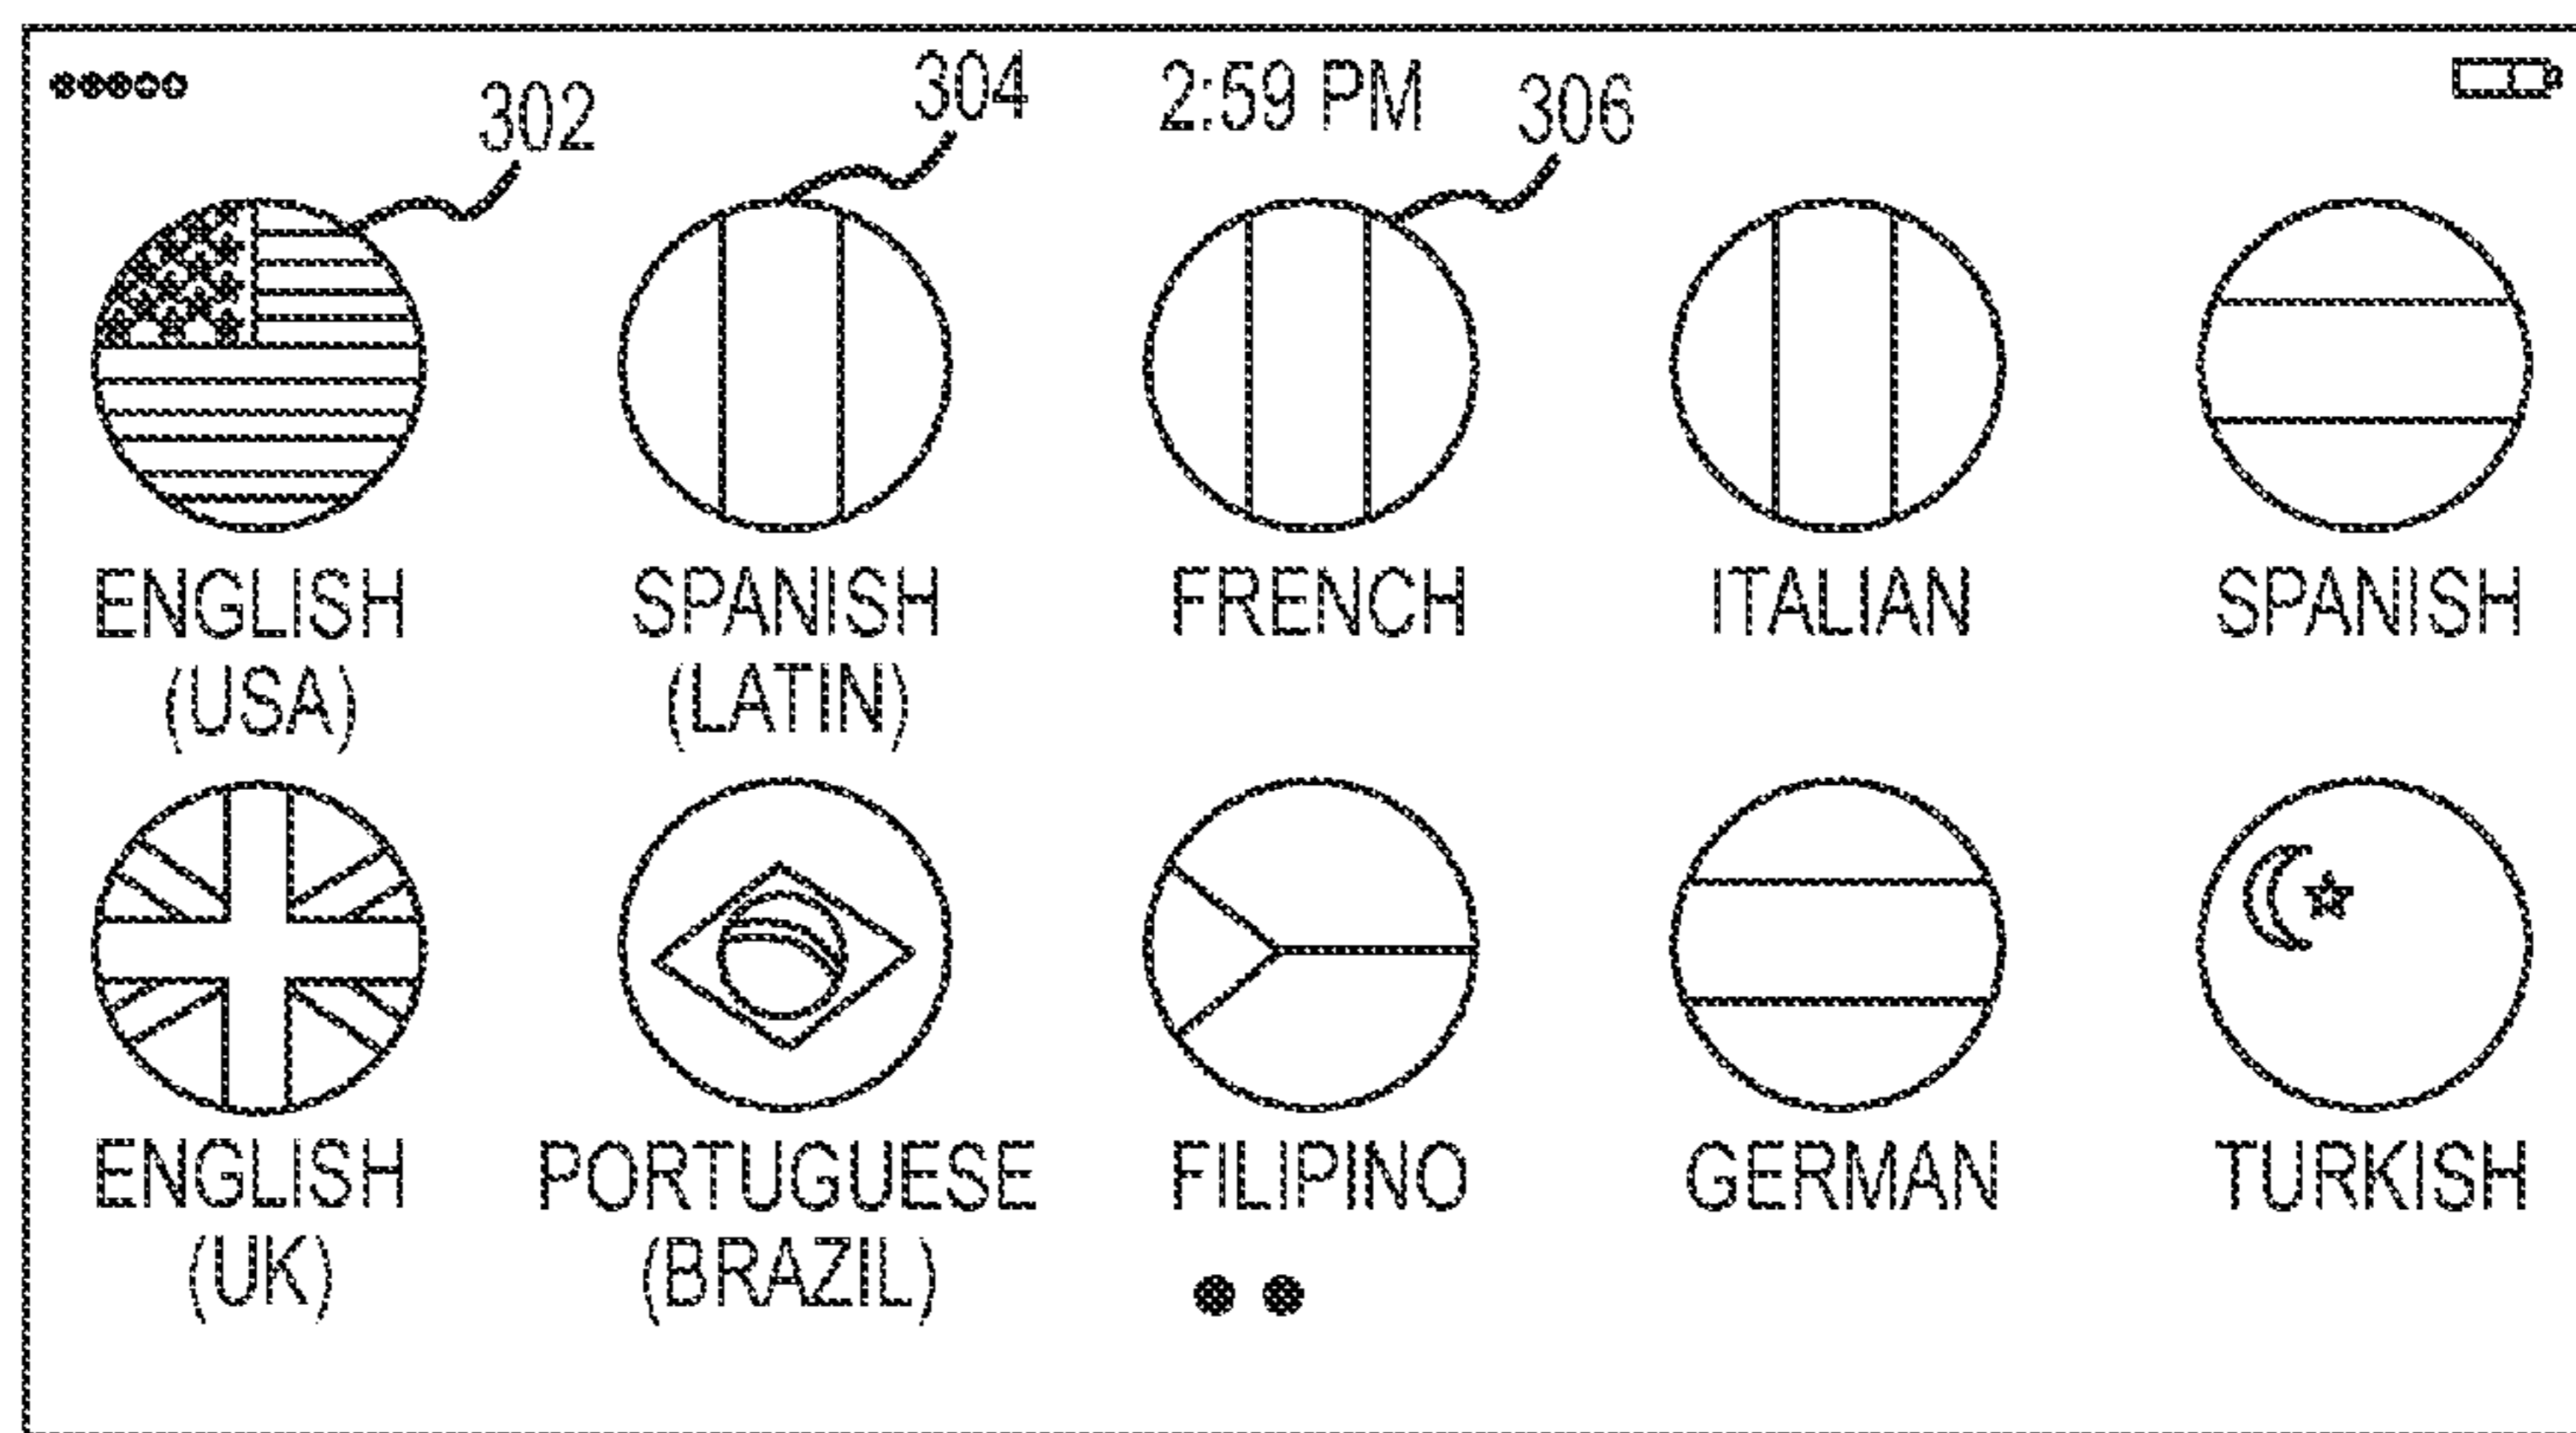 302 304 2:59 PM 306
ENGLISH SPANISH FRENCH ITALIAN SPANISH
(USA) (LATIN)
ENGLISH PORTUGUESE FILIPINO GERMAN TURKISH
(UK) (BRAZIL)